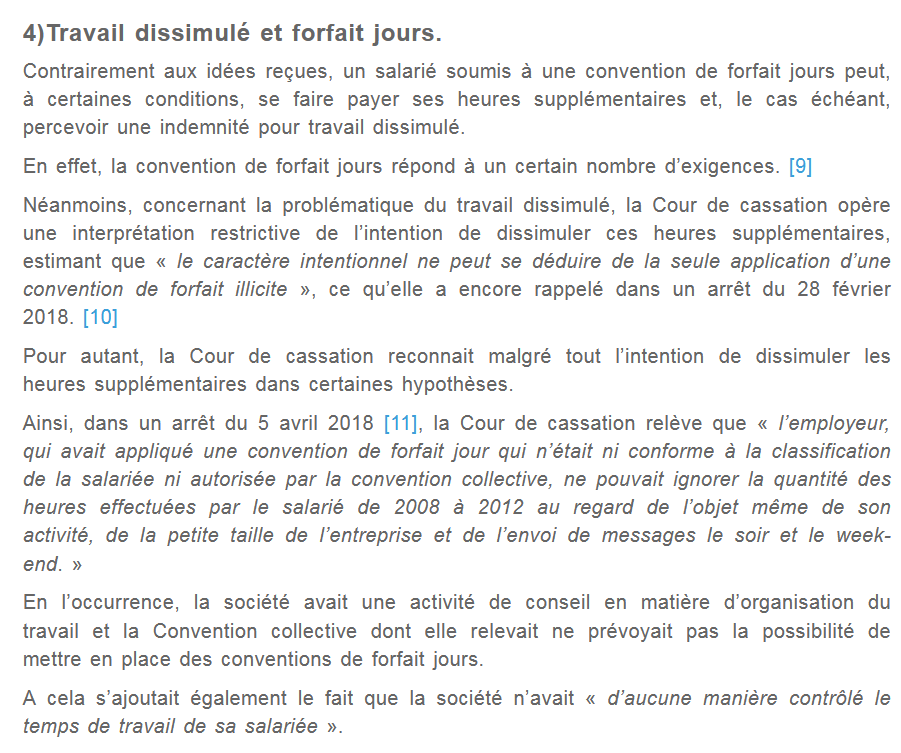 4)Travail dissimulé et forfait jours.
Contrairement aux idées reçues, un salarié soumis à une convention de forfait jours peut,
à certaines conditions, se faire payer ses heures supplémentaires et, le cas échéant,
percevoir une indemnité pour travail dissimulé.
En effet, la convention de forfait jours répond à un certain nombre d’exigences. [9]
Néanmoins, concernant la problématique du travail dissimulé, la Cour de cassation opère
une interprétation restrictive de l’intention de dissimuler ces heures supplémentaires,
estimant que « le caractère intentionnel ne peut se déduire de la seule application d’une
convention de forfait illicite », ce qu’elle a encore rappelé dans un arrêt du 28 février
2018. [10]
Pour autant, la Cour de cassation reconnait malgré tout l’intention de dissimuler les
heures supplémentaires dans certaines hypothèses.
Ainsi, dans un arrêt du 5 avril 2018 [11], la Cour de cassation relève que « l’employeur,
qui avait appliqué une convention de forfait jour qui n’était ni conforme à la classification
de la salariée ni autorisée par la convention collective, ne pouvait ignorer la quantité des
heures effectuées par le salarié de 2008 à 2012 au regard de l’objet même de son
activité, de la petite taille de l’entreprise et de l’envoi de messages le soir et le week-
end. »
En l’occurrence, la société avait une activité de conseil en matière d’organisation du
travail et la Convention collective dont elle relevait ne prévoyait pas la possibilité de
mettre en place des conventions de forfait jours.
A cela s’ajoutait également le fait que la société n’avait « d’aucune manière contrôlé le
temps de travail de sa salariée ».